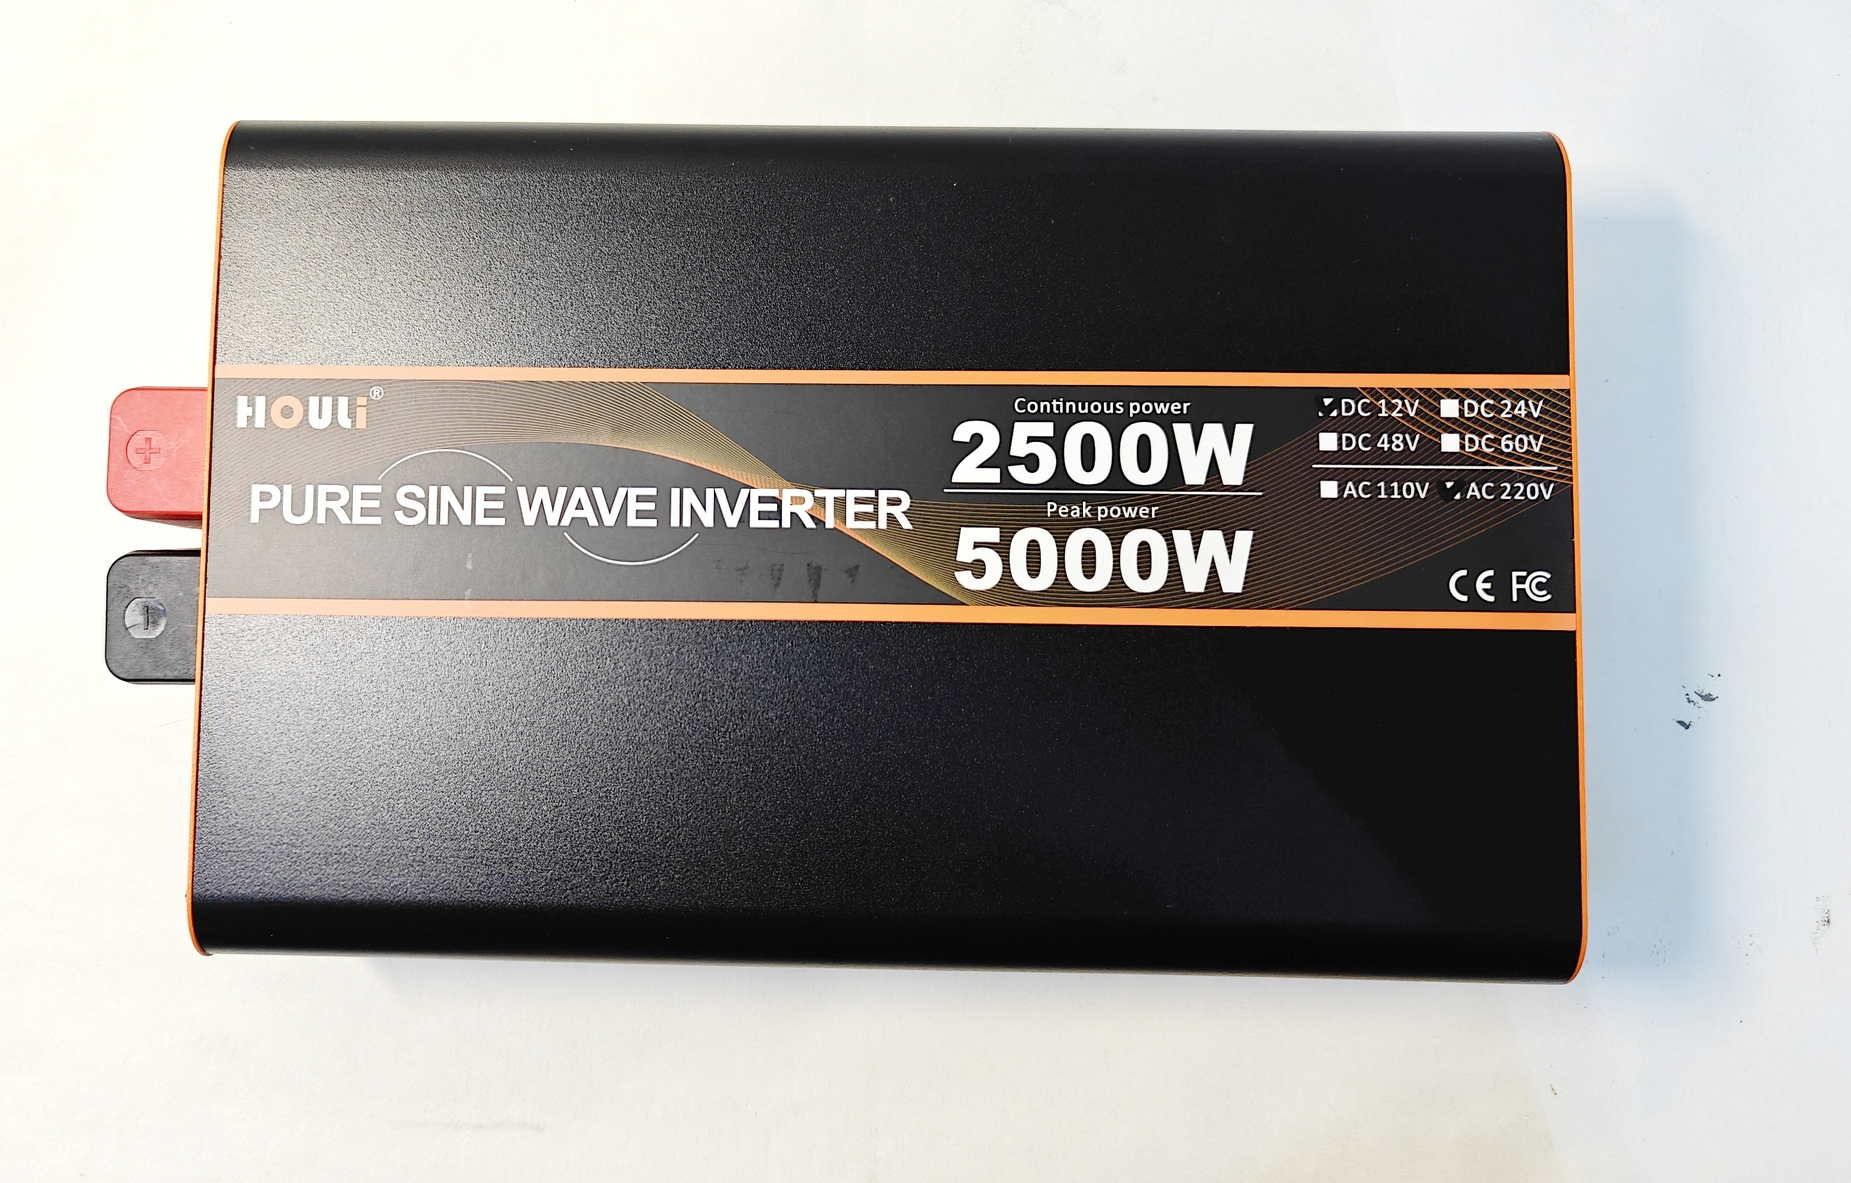 HOULi®
PURE SINE WAVE INVERTER
Continuous power
2500W
Peak power
5000W
DC 12V DC 24V
DC 48V DC 60V
AC 110V AC 220V
CE FC
+
-